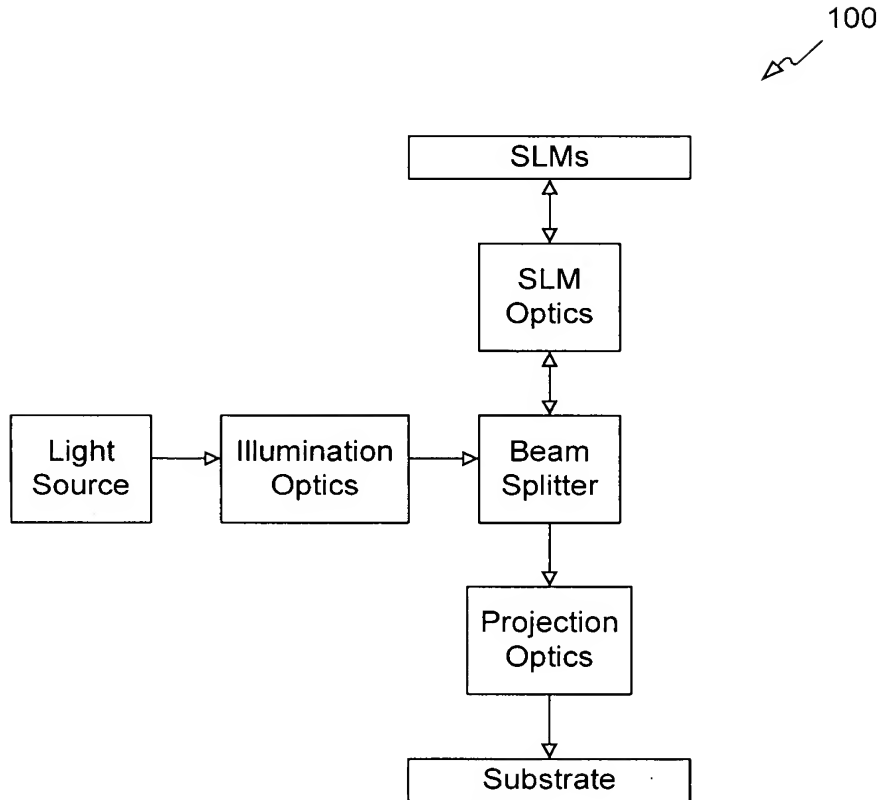 100
SLMs
SLM
Optics
Light
Source
Illumination
Optics
Beam
Splitter
Projection
Optics
Substrate